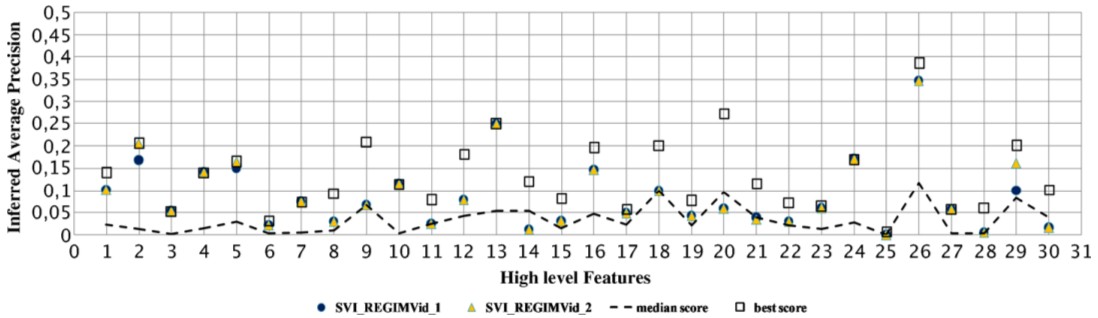 Inferred Average Precision
0,5
0,45
0,4
0,35
0,3
0,25
0,2
0,15
0,1
0,05
0
0 1 2 3 4 5 6 7 8 9 10 11 12 13 14 15 16 17 18 19 20 21 22 23 24 25 26 27 28 29 30 31
High level Features
SVI_REGIMVid_1 SVI_REGIMVid_2 median score best score